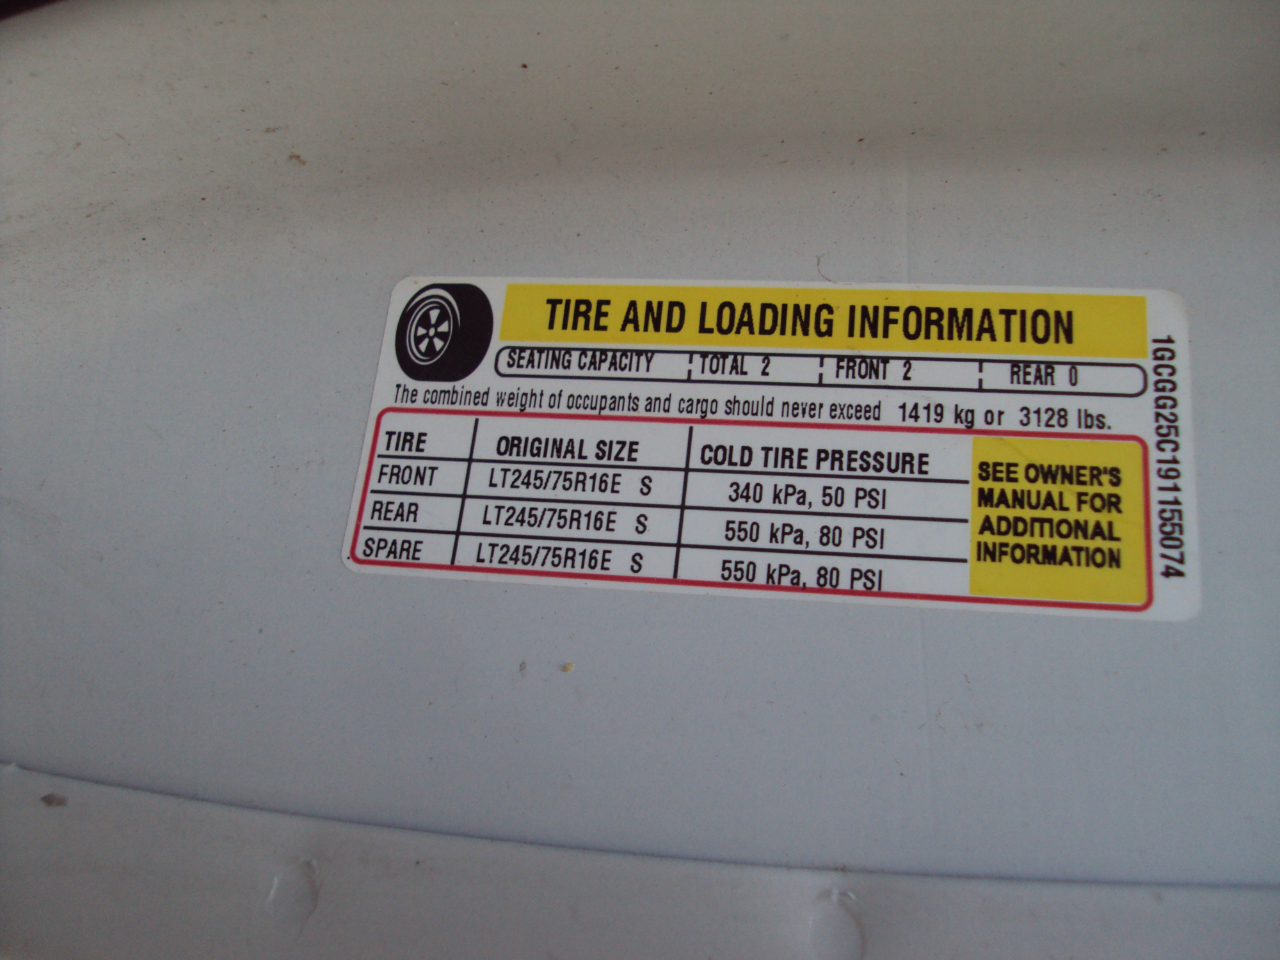 TIRE AND LOADING INFORMATION
SEATING CAPACITY TOTAL 2 FRONT 2 REAR 0
The combined weight of occupants and cargo should never exceed 1419 kg or 3128 lbs.
TIRE ORIGINAL SIZE COLD TIRE PRESSURE
FRONT LT245/75R16E S 340 kPa, 50 PSI
REAR LT245/75R16E S 550 kPa, 80 PSI
SPARE LT245/75R16E S 550 kPa, 80 PSI
SEE OWNER'S
MANUAL FOR
ADDITIONAL
INFORMATION
1GCGG25C191155074